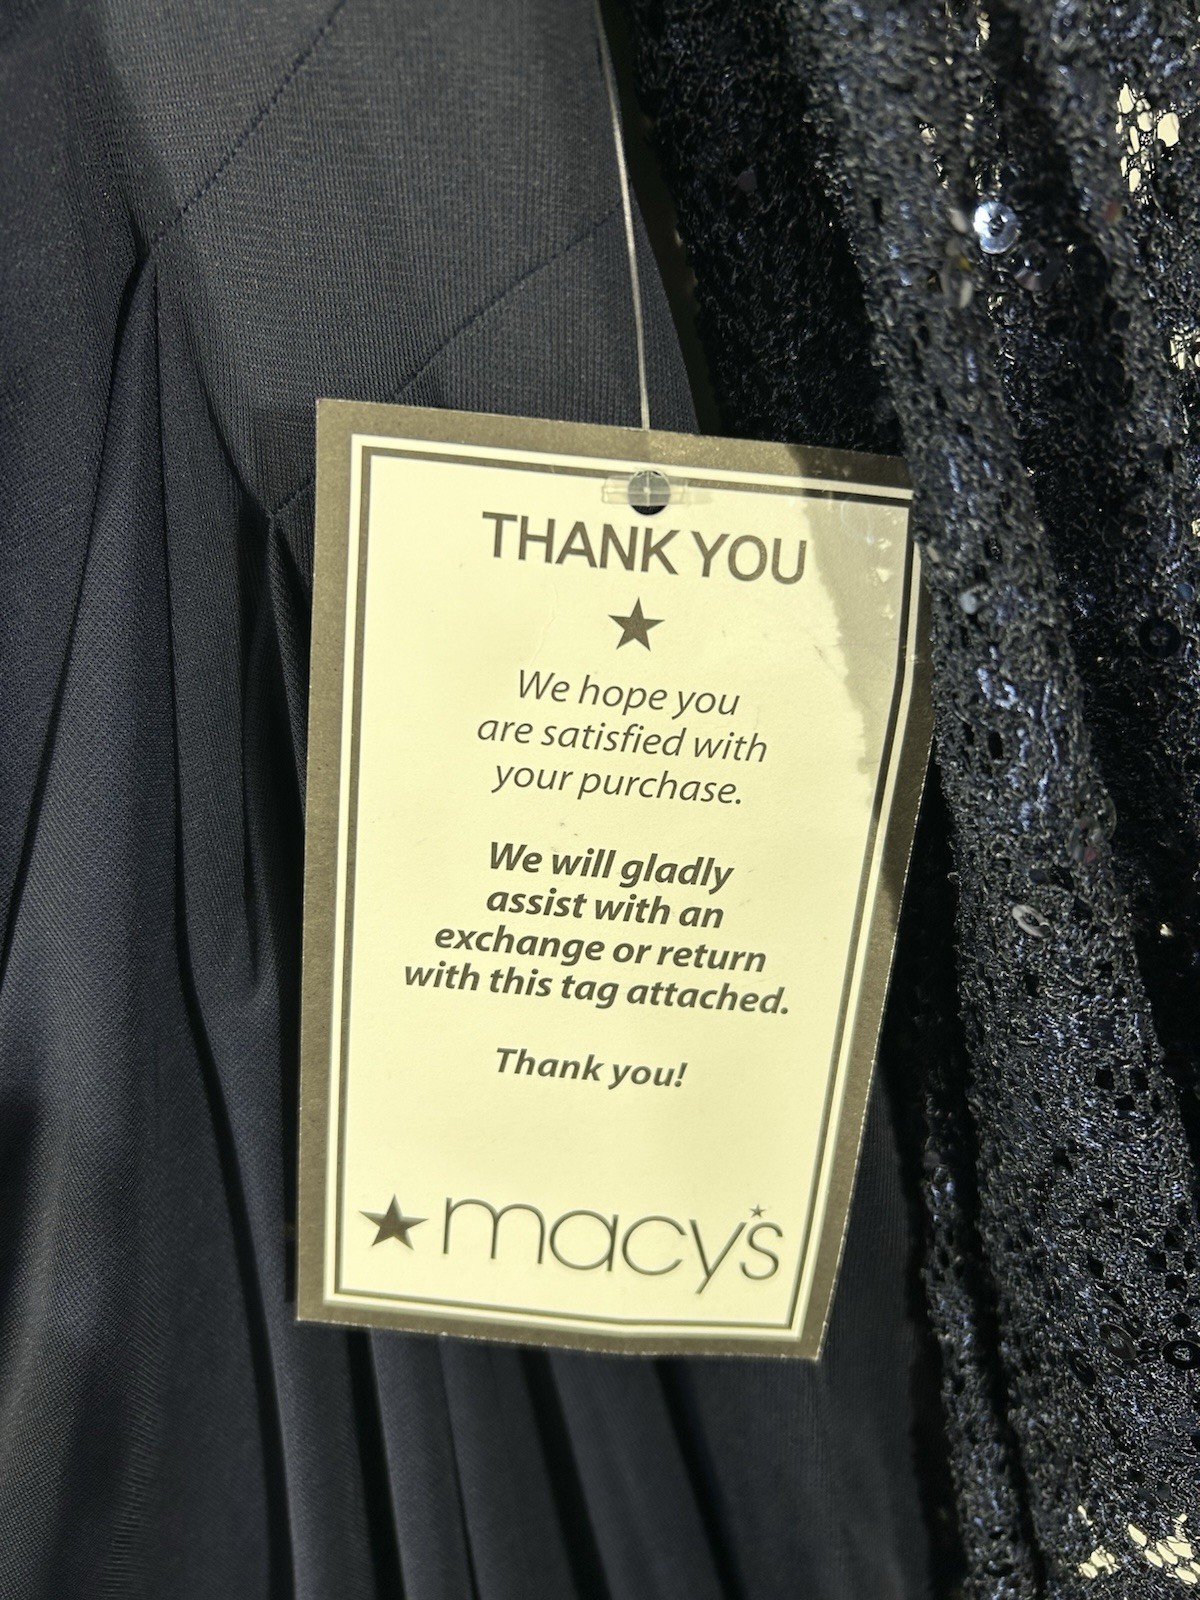 THANK YOU
We hope you
are satisfied with
your purchase.
We will gladly
assist with an
exchange or return
with this tag attached.
Thank you!
macy's